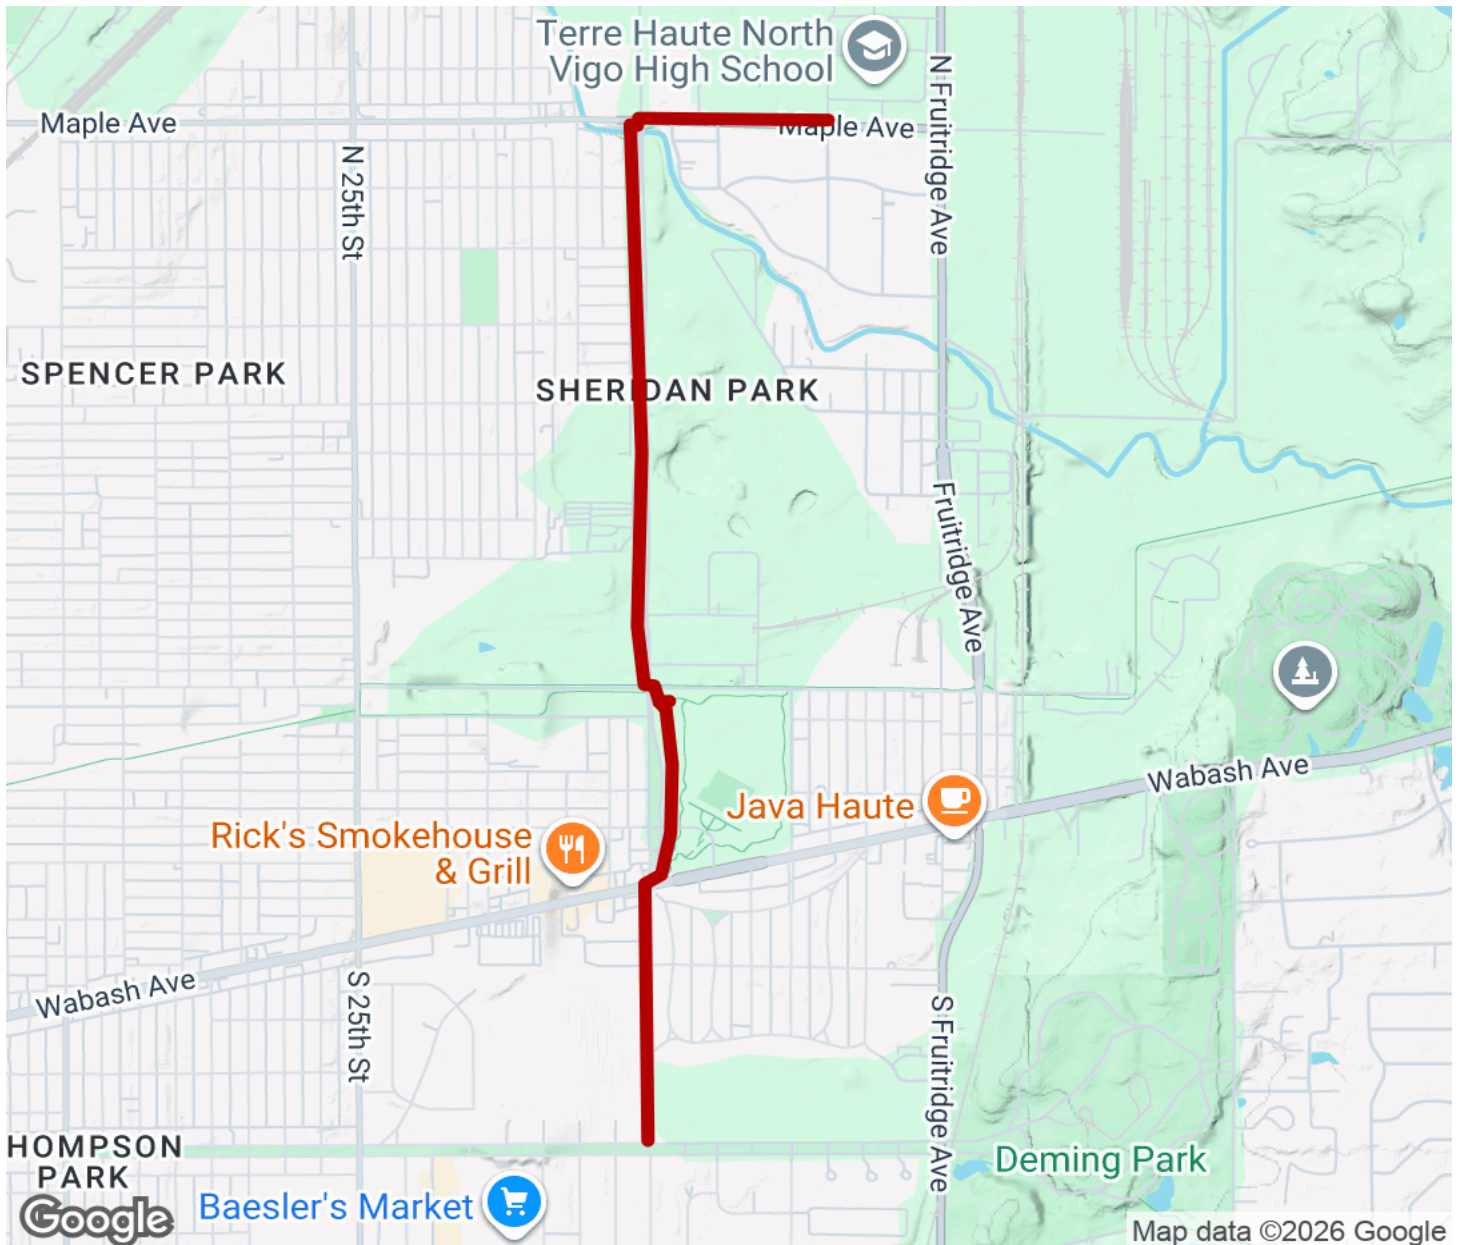 Terre Haute North
Vigo High School
Maple Ave
Maple Ave
N Fruitridge Ave
N 25th St
SPENCER PARK
SHERIDAN PARK
Fruitridge Ave
Wabash Ave
Java Haute
Rick's Smokehouse
& Grill
Wabash Ave
S 25th St
S Fruitridge Ave
HOMPSON
PARK
Deming Park
Baesler's Market
Google
Map data ©2026 Google